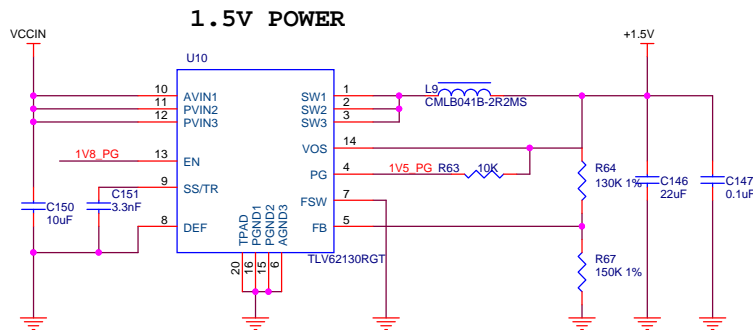 1.5V POWER
VCCIN
+1.5V
U10
10
AVIN1
SW1
1
L9
CMLB041B-2R2MS
11
PVIN2
SW2
2
12
PVIN3
SW3
3
VOS
14
1V8_PG
13
EN
PG
4
1V5_PG
R63
10K
R64
130K 1%
C146
22uF
C147
0.1uF
9
SS/TR
FSW
7
C150
10uF
C151
3.3nF
8
DEF
FB
5
TPAD
PGND1
PGND2
AGND3
TLV62130RGT
20
16
15
6
R67
150K 1%